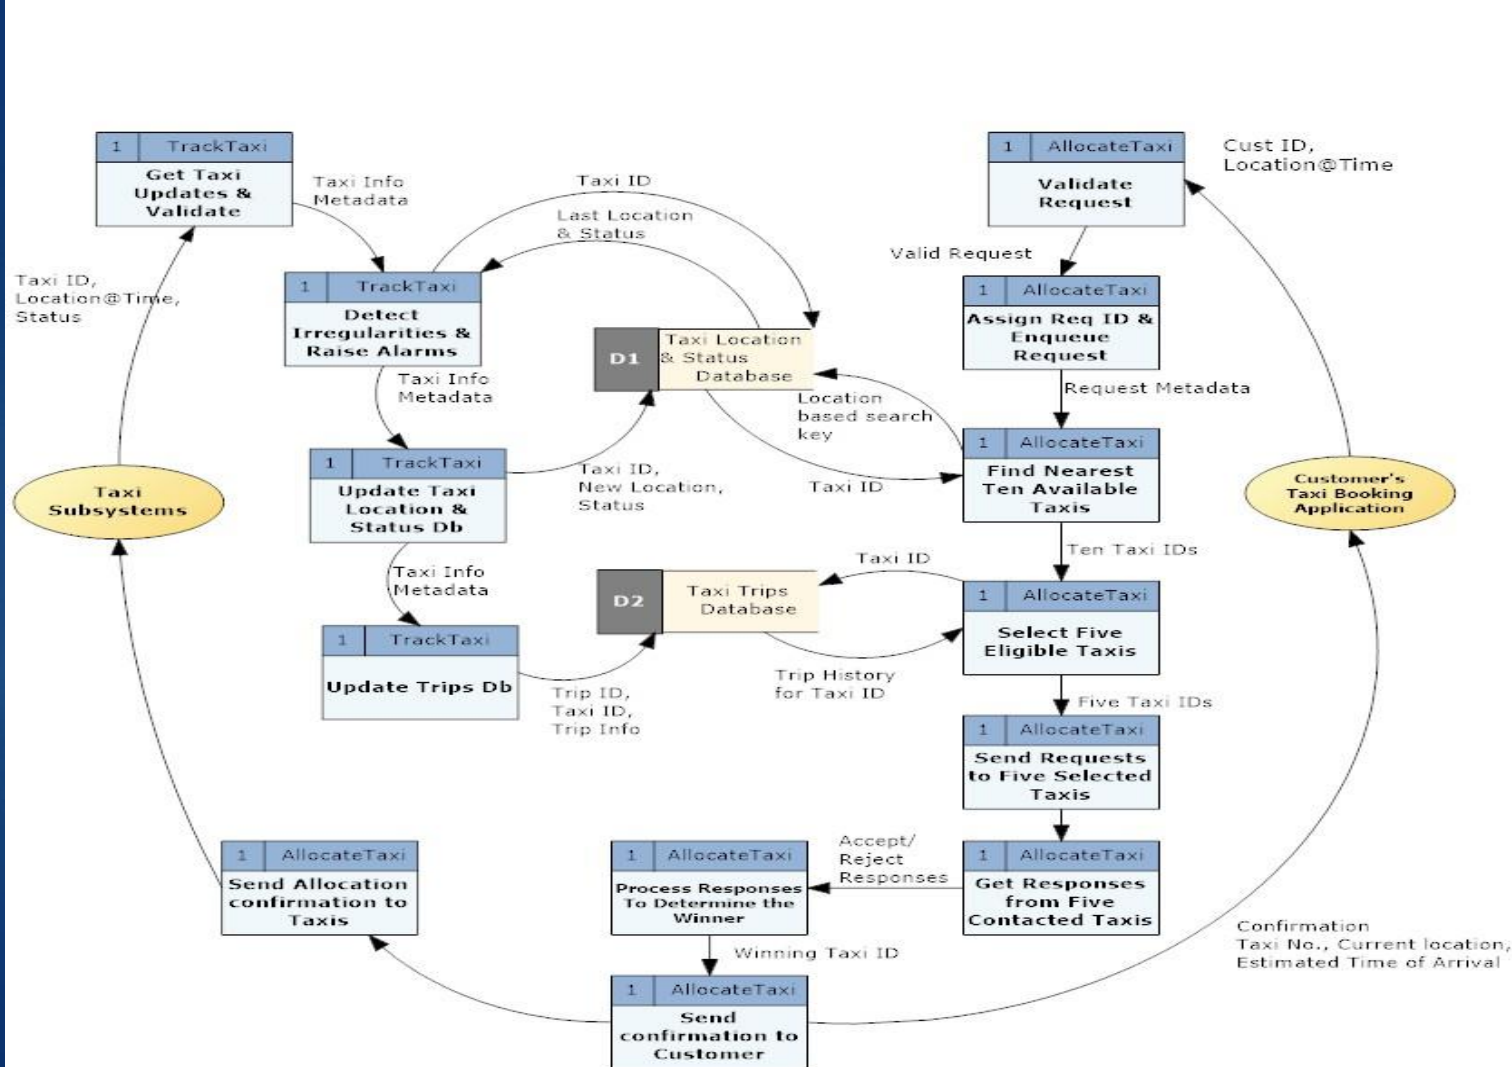 1 TrackTaxi
Get Taxi
Updates &
Validate
Taxi Info
Metadata
Taxi ID
Last Location
& Status
1 AllocateTaxi
Validate
Request
Cust ID,
Location@Time
Valid Request
Taxi ID,
Location@Time,
Status
1 TrackTaxi
Detect
Irregularities &
Raise Alarms
D1
Taxi Location
& Status
Database
1 AllocateTaxi
Assign Req ID &
Enqueue
Request
Taxi Info
Metadata
Location
based search
key
Request Metadata
1 TrackTaxi
Update Taxi
Location &
Status Db
Taxi ID,
New Location,
Status
Taxi ID
1 AllocateTaxi
Find Nearest
Ten Available
Taxis
Taxi
Subsystems
Customer's
Taxi Booking
Application
Ten Taxi IDs
Taxi Info
Metadata
D2
Taxi Trips
Database
Taxi ID
1 AllocateTaxi
Select Five
Eligible Taxis
1 TrackTaxi
Update Trips Db
Trip ID,
Taxi ID,
Trip Info
Trip History
for Taxi ID
Five Taxi IDs
1 AllocateTaxi
Send Requests
to Five Selected
Taxis
1 AllocateTaxi
Send Allocation
confirmation to
Taxis
1 AllocateTaxi
Process Responses
To Determine the
Winner
Accept/
Reject
Responses
1 AllocateTaxi
Get Responses
from Five
Contacted Taxis
Winning Taxi ID
Confirmation
Taxi No., Current location,
Estimated Time of Arrival
1 AllocateTaxi
Send
confirmation to
Customer